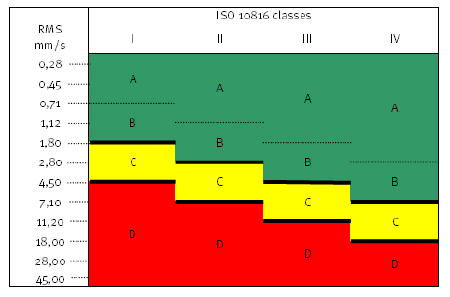 ISO 10816 classes
RMS
mm/s
I II III IV
0,28
A
0,45
A
A
0,71
A
B
1,12
B
1,80
C
B
2,80
C
B
4,50
C
7,10
C
11,20
D
D
18,00
D
D
28,00
45,00